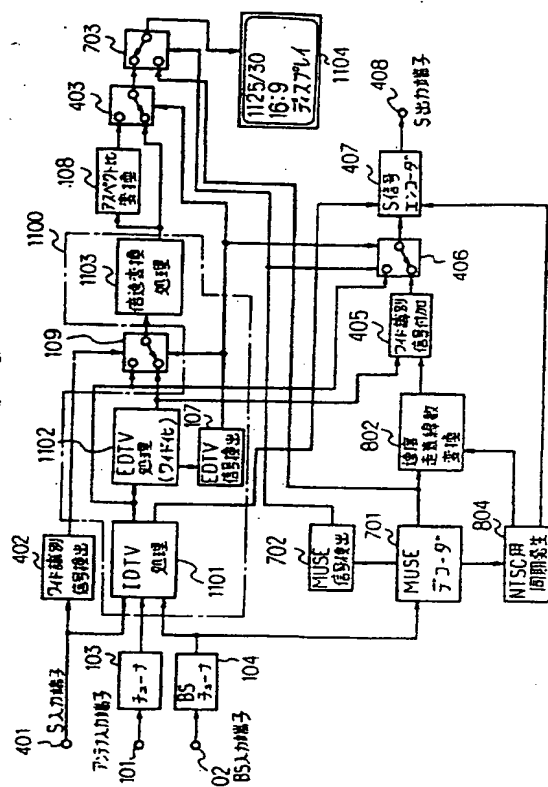 401
S入力端子
アンテナ入力端子
101
02
BS入力端子
103
チューナ
104
BS
チューナ
402
ワイド識別
信号検出
IDTV
処理
1101
1102
EDTV
処理
(ワイド化)
EDTV
信号検出
107
109
1100
1103
倍速変換
処理
108
アスペクト比
変換
403
703
1125/30
16:9
ディスプレイ
1104
702
MUSE
信号検出
701
MUSE
デコーダ
802
速信
走査線数
変換
804
NTSC用
同期発生
405
ワイド識別
信号付加
406
407
S信号
エンコーダ
408
S出力端子